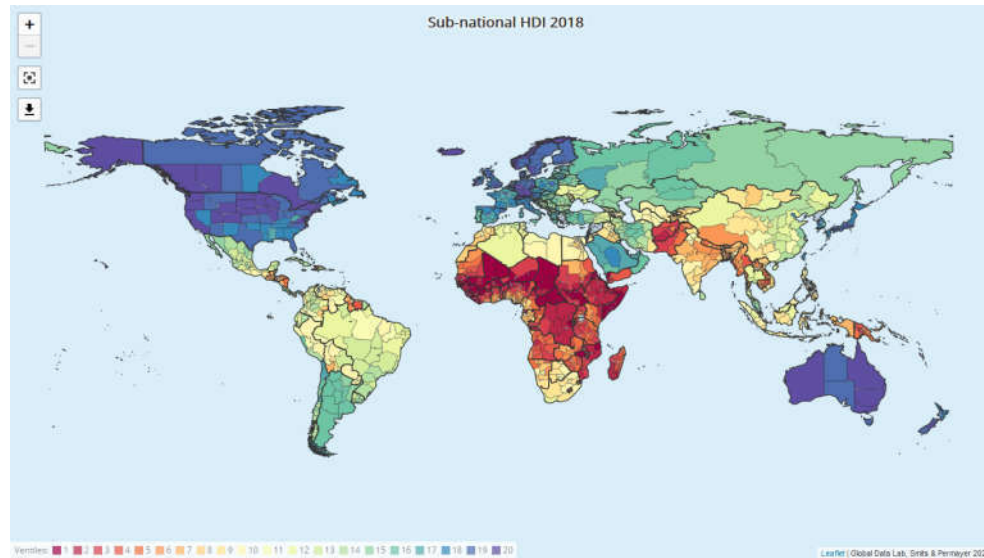 Sub-national HDI 2018
+
−
Ventiles: 1 2 3 4 5 6 7 8 9 10 11 12 13 14 15 16 17 18 19 20
Leaflet | Global Data Lab, Smits & Permayer